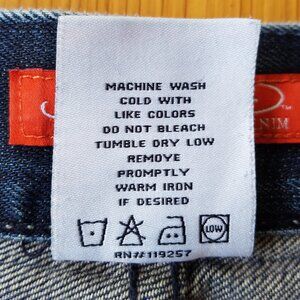 MACHINE WASH
COLD WITH
LIKE COLORS
DO NOT BLEACH
TUMBLE DRY LOW
REMOVE
PROMPTLY
WARM IRON
IF DESIRED
LOW
RN#119257